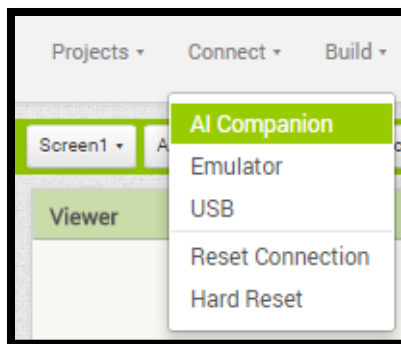 Projects ▾ Connect ▾ Build ▾
AI Companion
Screen1 ▾ A
Emulator
USB
Viewer
Reset Connection
Hard Reset